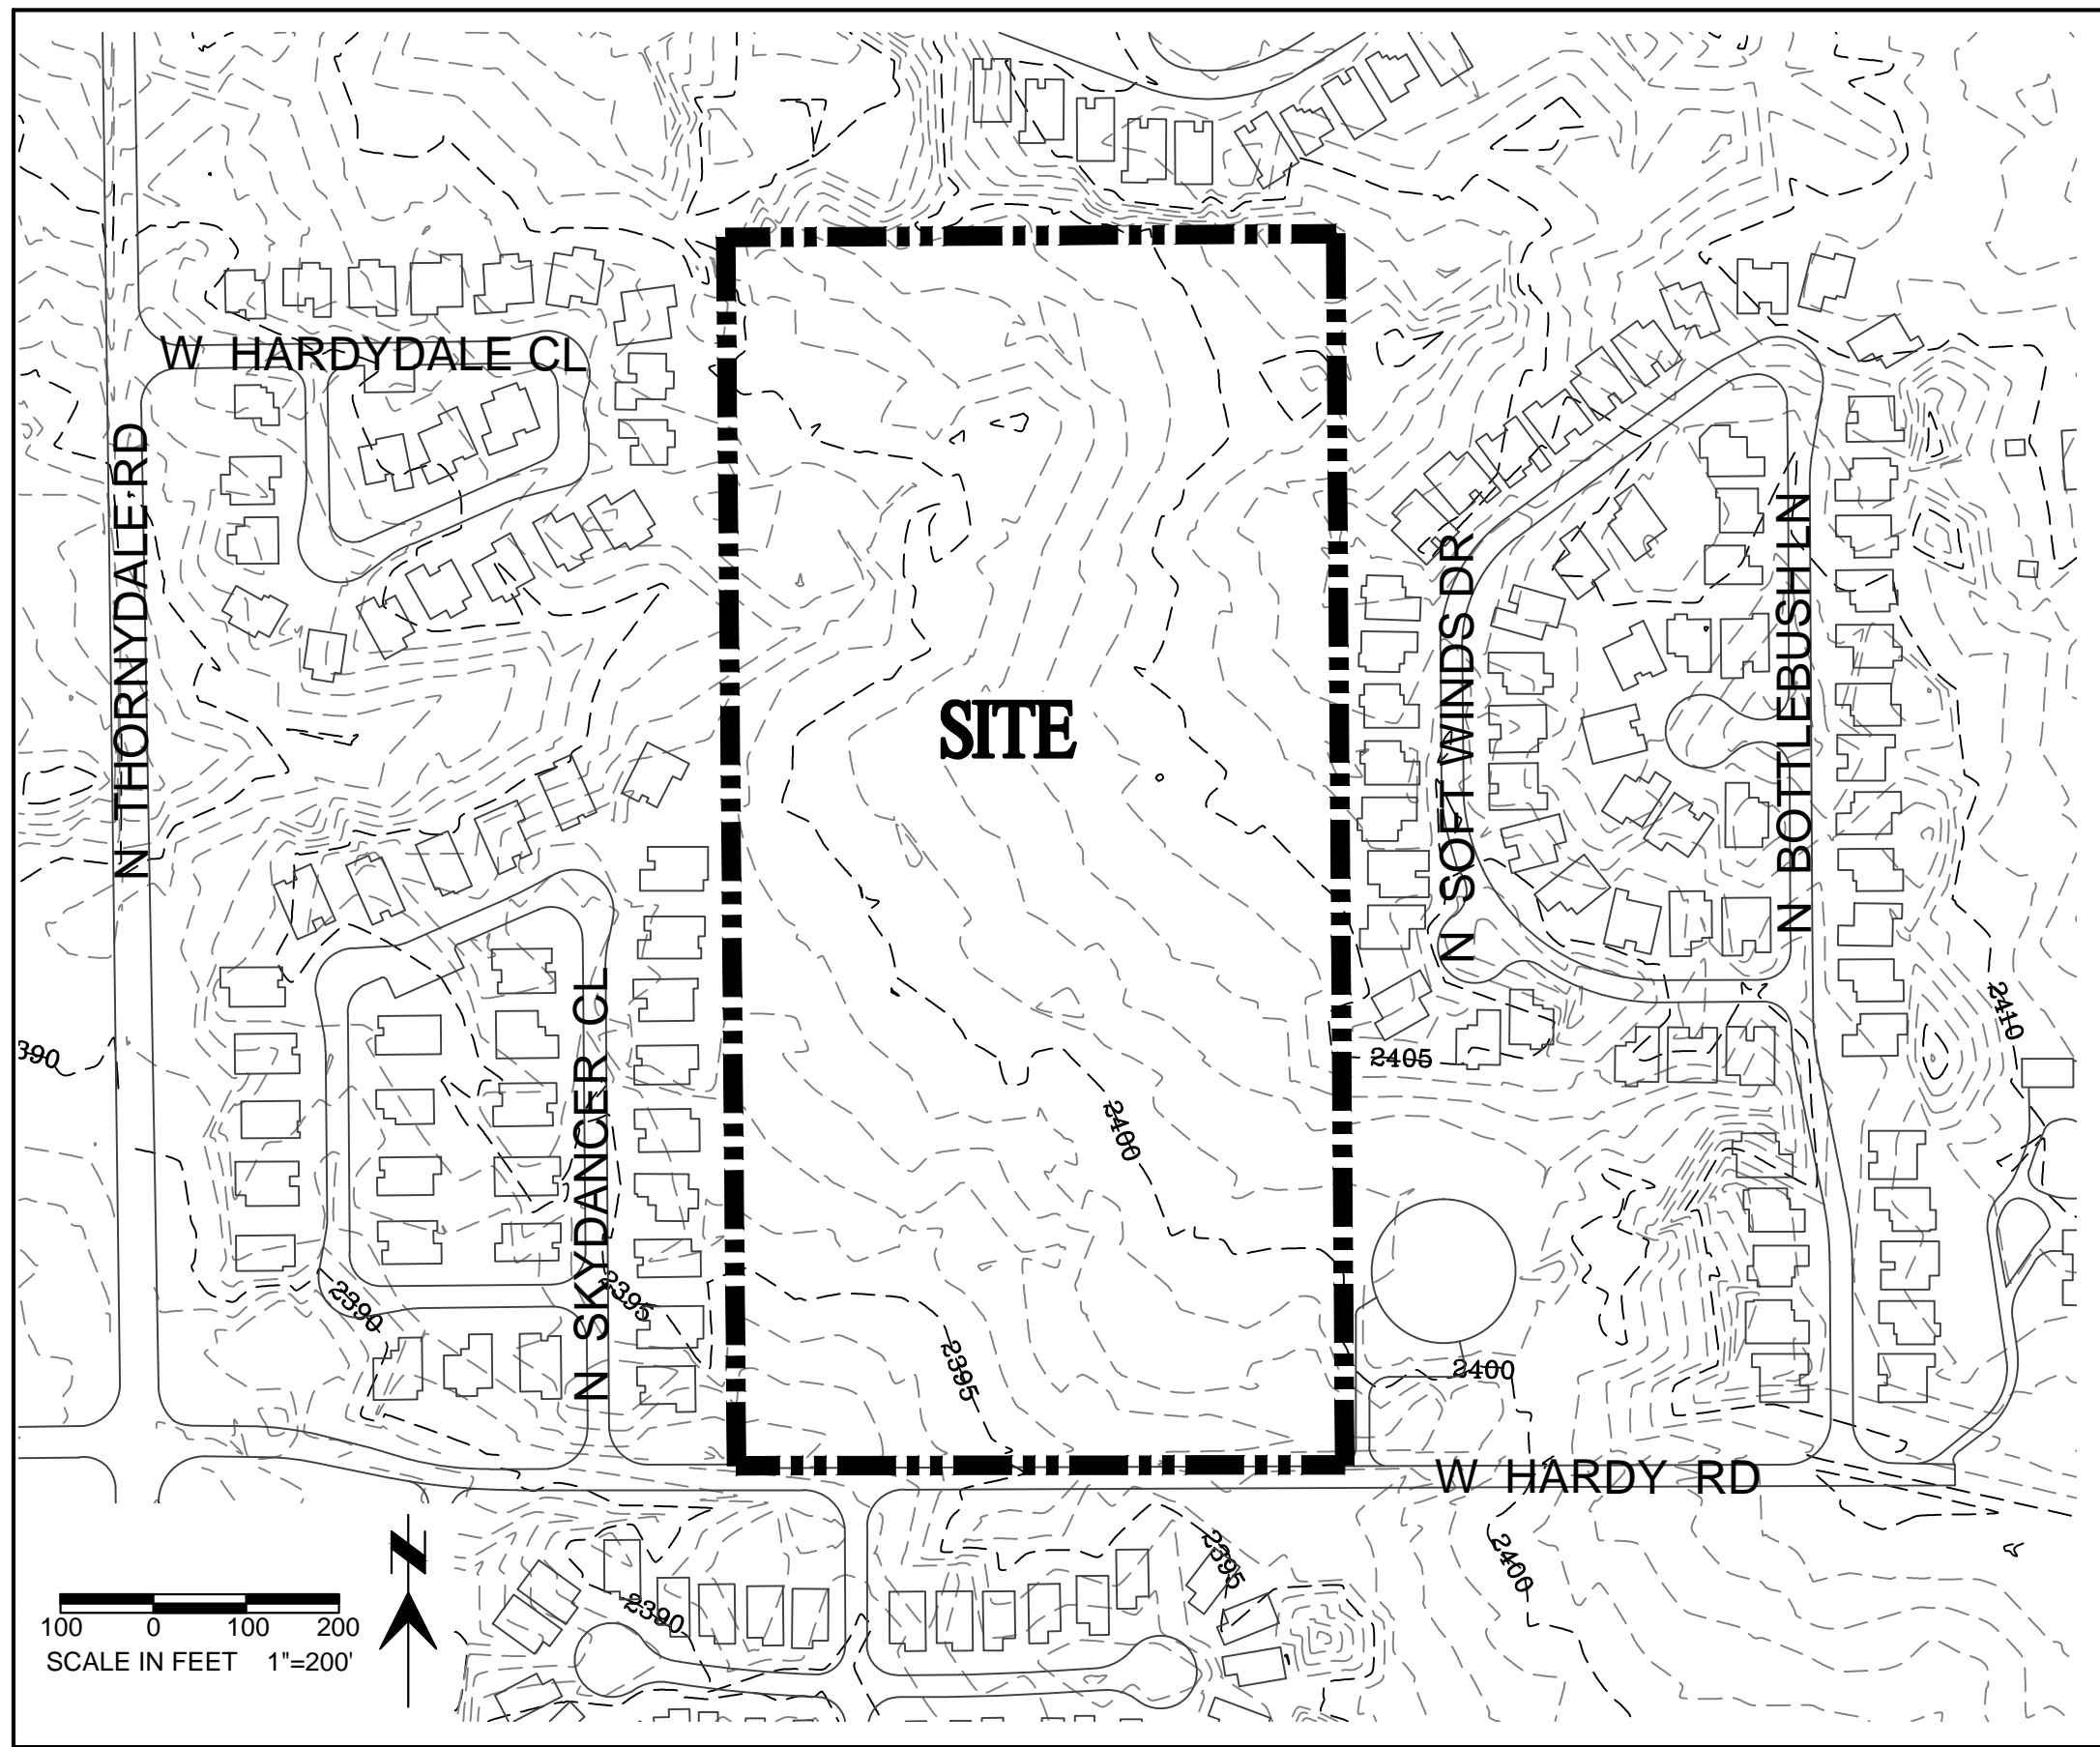 W HARDYDALE CL
N THORNYDALE RD
SITE
N SOFT WINDS DR
N BOTTLEBUSH LN
N SKYDANCER CL
390
2405
2410
2400
2390
2395
2395
2400
W HARDY RD
2395
2400
2390
N
100 0 100 200
SCALE IN FEET 1"=200'